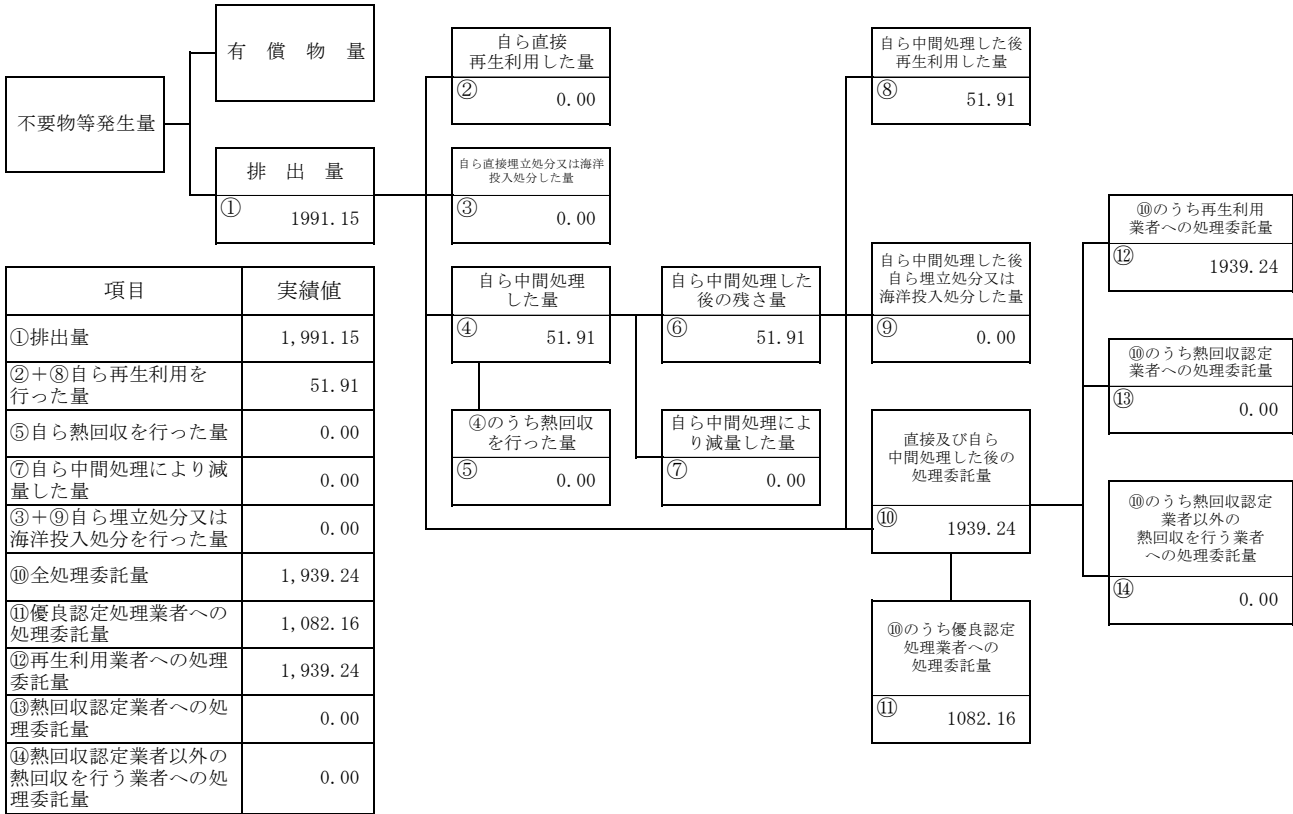 有償物量
不要物等発生量
排出量
① 1991.15
自ら直接
再生利用した量
② 0.00
自ら直接埋立処分又は海洋
投入処分した量
③ 0.00
自ら中間処理
した量
④ 51.91
④のうち熱回収
を行った量
⑤ 0.00
自ら中間処理した
後の残さ量
⑥ 51.91
自ら中間処理によ
り減量した量
⑦ 0.00
自ら中間処理した後
再生利用した量
⑧ 51.91
自ら中間処理した後
自ら埋立処分又は
海洋投入処分した量
⑨ 0.00
直接及び自ら
中間処理した後の
処理委託量
⑩ 1939.24
⑩のうち優良認定
処理業者への
処理委託量
⑪ 1082.16
⑩のうち再生利用
業者への処理委託量
⑫ 1939.24
⑩のうち熱回収認定
業者への処理委託量
⑬ 0.00
⑩のうち熱回収認定
業者以外の
熱回収を行う業者
への処理委託量
⑭ 0.00
項目 実績値
①排出量 1,991.15
②＋⑧自ら再生利用を
行った量 51.91
⑤自ら熱回収を行った量 0.00
⑦自ら中間処理により減
量した量 0.00
③＋⑨自ら埋立処分又は
海洋投入処分を行った量 0.00
⑩全処理委託量 1,939.24
⑪優良認定処理業者への
処理委託量 1,082.16
⑫再生利用業者への処理
委託量 1,939.24
⑬熱回収認定業者への処
理委託量 0.00
⑭熱回収認定業者以外の
熱回収を行う業者への処
理委託量 0.00